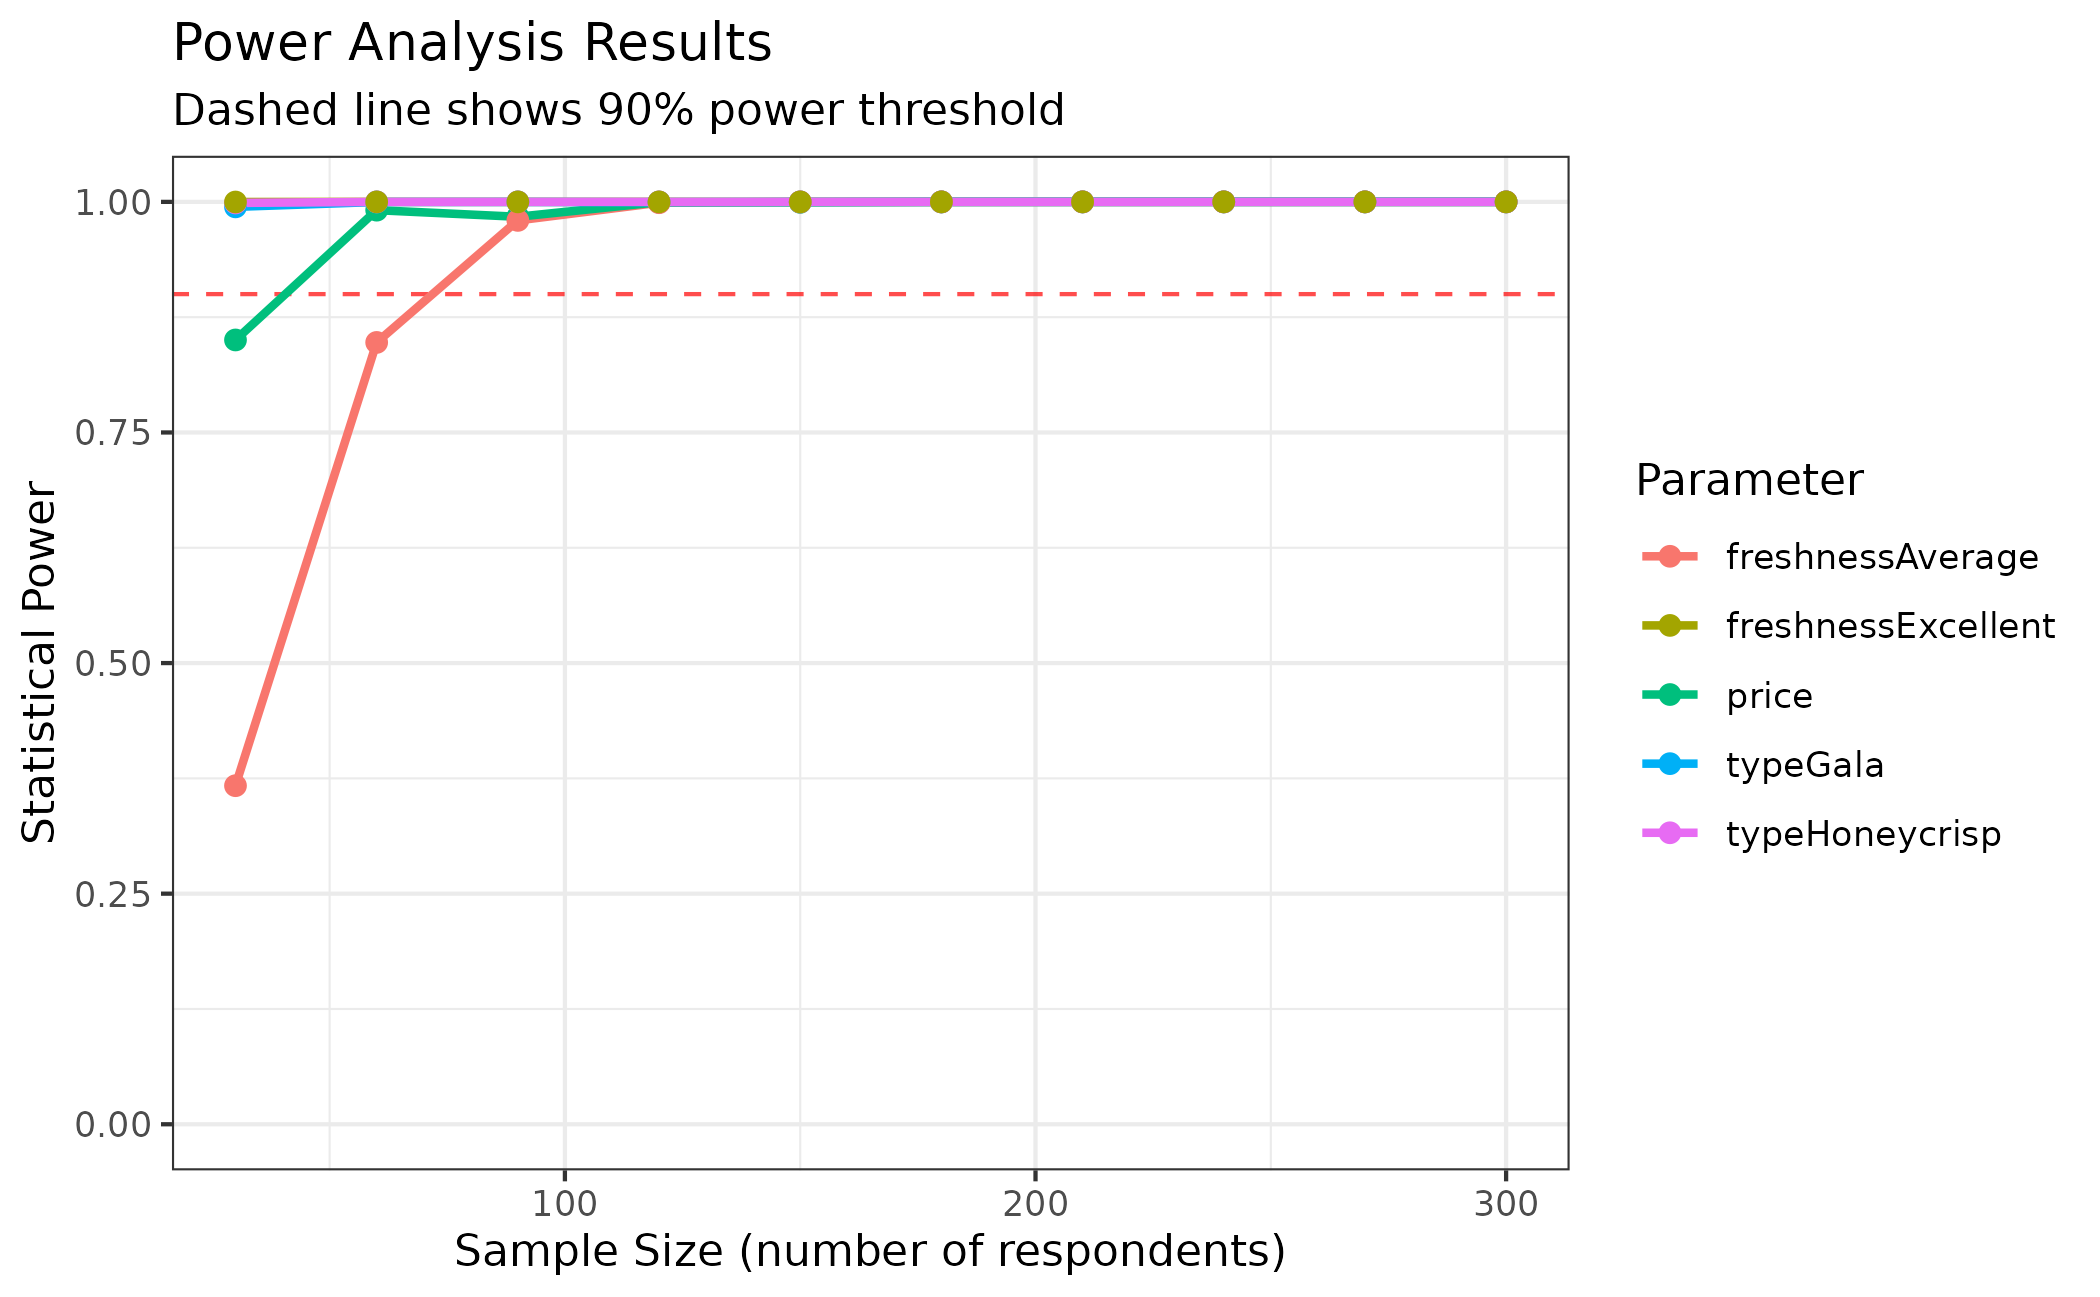 Power Analysis Results
Dashed line shows 90% power threshold
1.00
0.75
0.50
0.25
0.00
Statistical Power
100 200 300
Sample Size (number of respondents)
Parameter
freshnessAverage
freshnessExcellent
price
typeGala
typeHoneycrisp